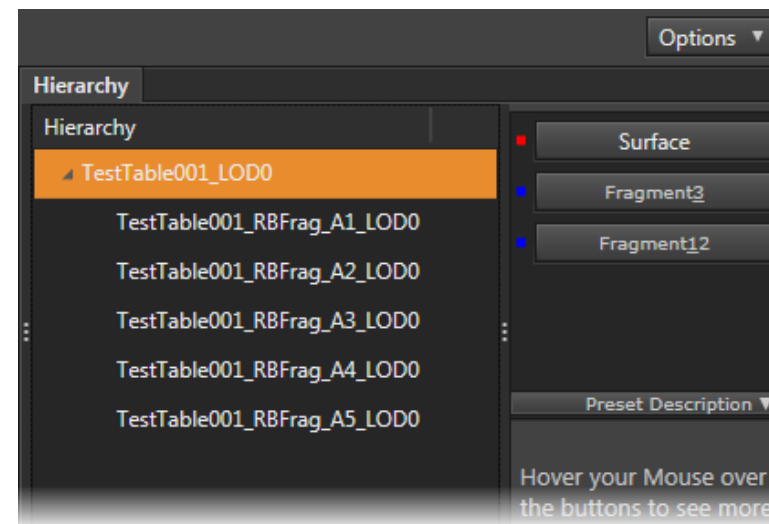 Options ▼
Hierarchy
Hierarchy
TestTable001_LOD0
TestTable001_RBFrag_A1_LOD0
TestTable001_RBFrag_A2_LOD0
TestTable001_RBFrag_A3_LOD0
TestTable001_RBFrag_A4_LOD0
TestTable001_RBFrag_A5_LOD0
Surface
Fragment3
Fragment12
Preset Description ▼
Hover your Mouse over
the buttons to see more